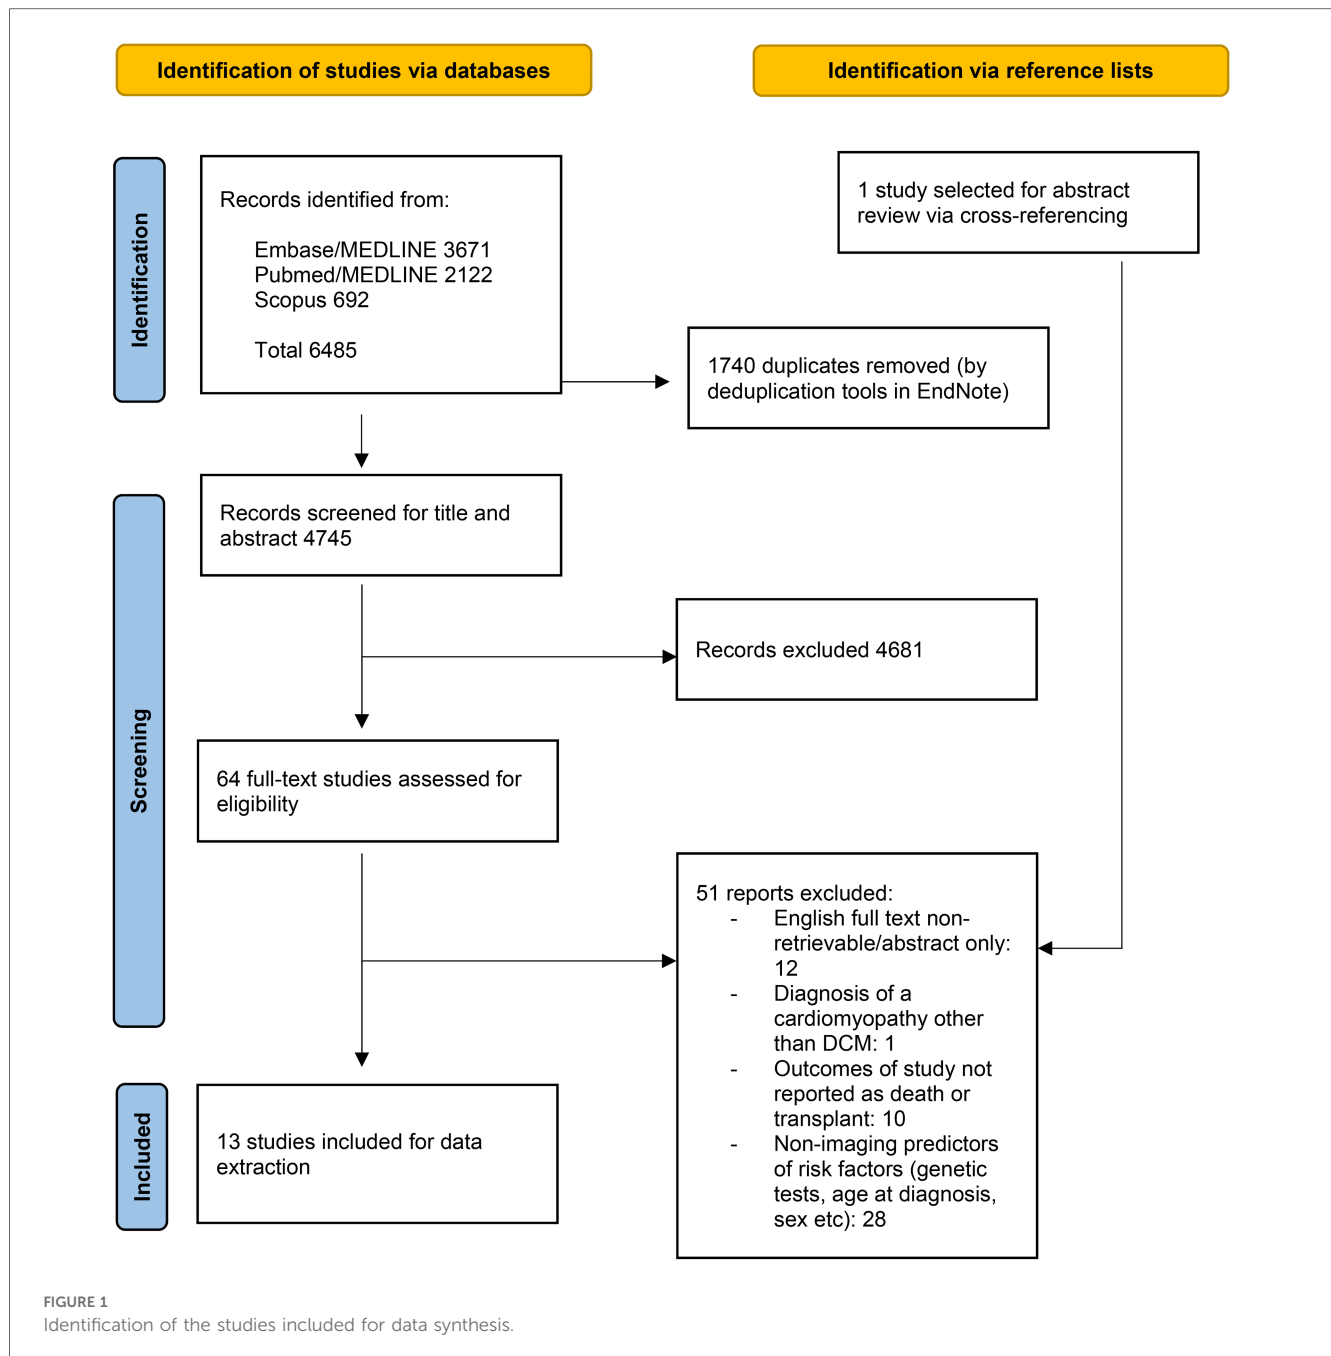 Identification of studies via databases
Identification via reference lists
Identification
Records identified from:
Embase/MEDLINE 3671
Pubmed/MEDLINE 2122
Scopus 692
Total 6485
1 study selected for abstract
review via cross-referencing
1740 duplicates removed (by
deduplication tools in EndNote)
Screening
Records screened for title and
abstract 4745
Records excluded 4681
64 full-text studies assessed for
eligibility
51 reports excluded:
- English full text non-
retrievable/abstract only:
12
- Diagnosis of a
cardiomyopathy other
than DCM: 1
- Outcomes of study not
reported as death or
transplant: 10
- Non-imaging predictors
of risk factors (genetic
tests, age at diagnosis,
sex etc): 28
Included
13 studies included for data
extraction
FIGURE 1
Identification of the studies included for data synthesis.